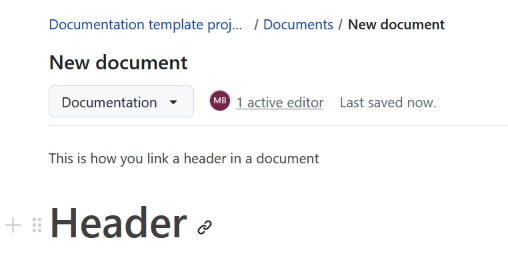 Documentation template proj... / Documents / New document
New document
Documentation MB 1 active editor Last saved now.
This is how you link a header in a document
Header